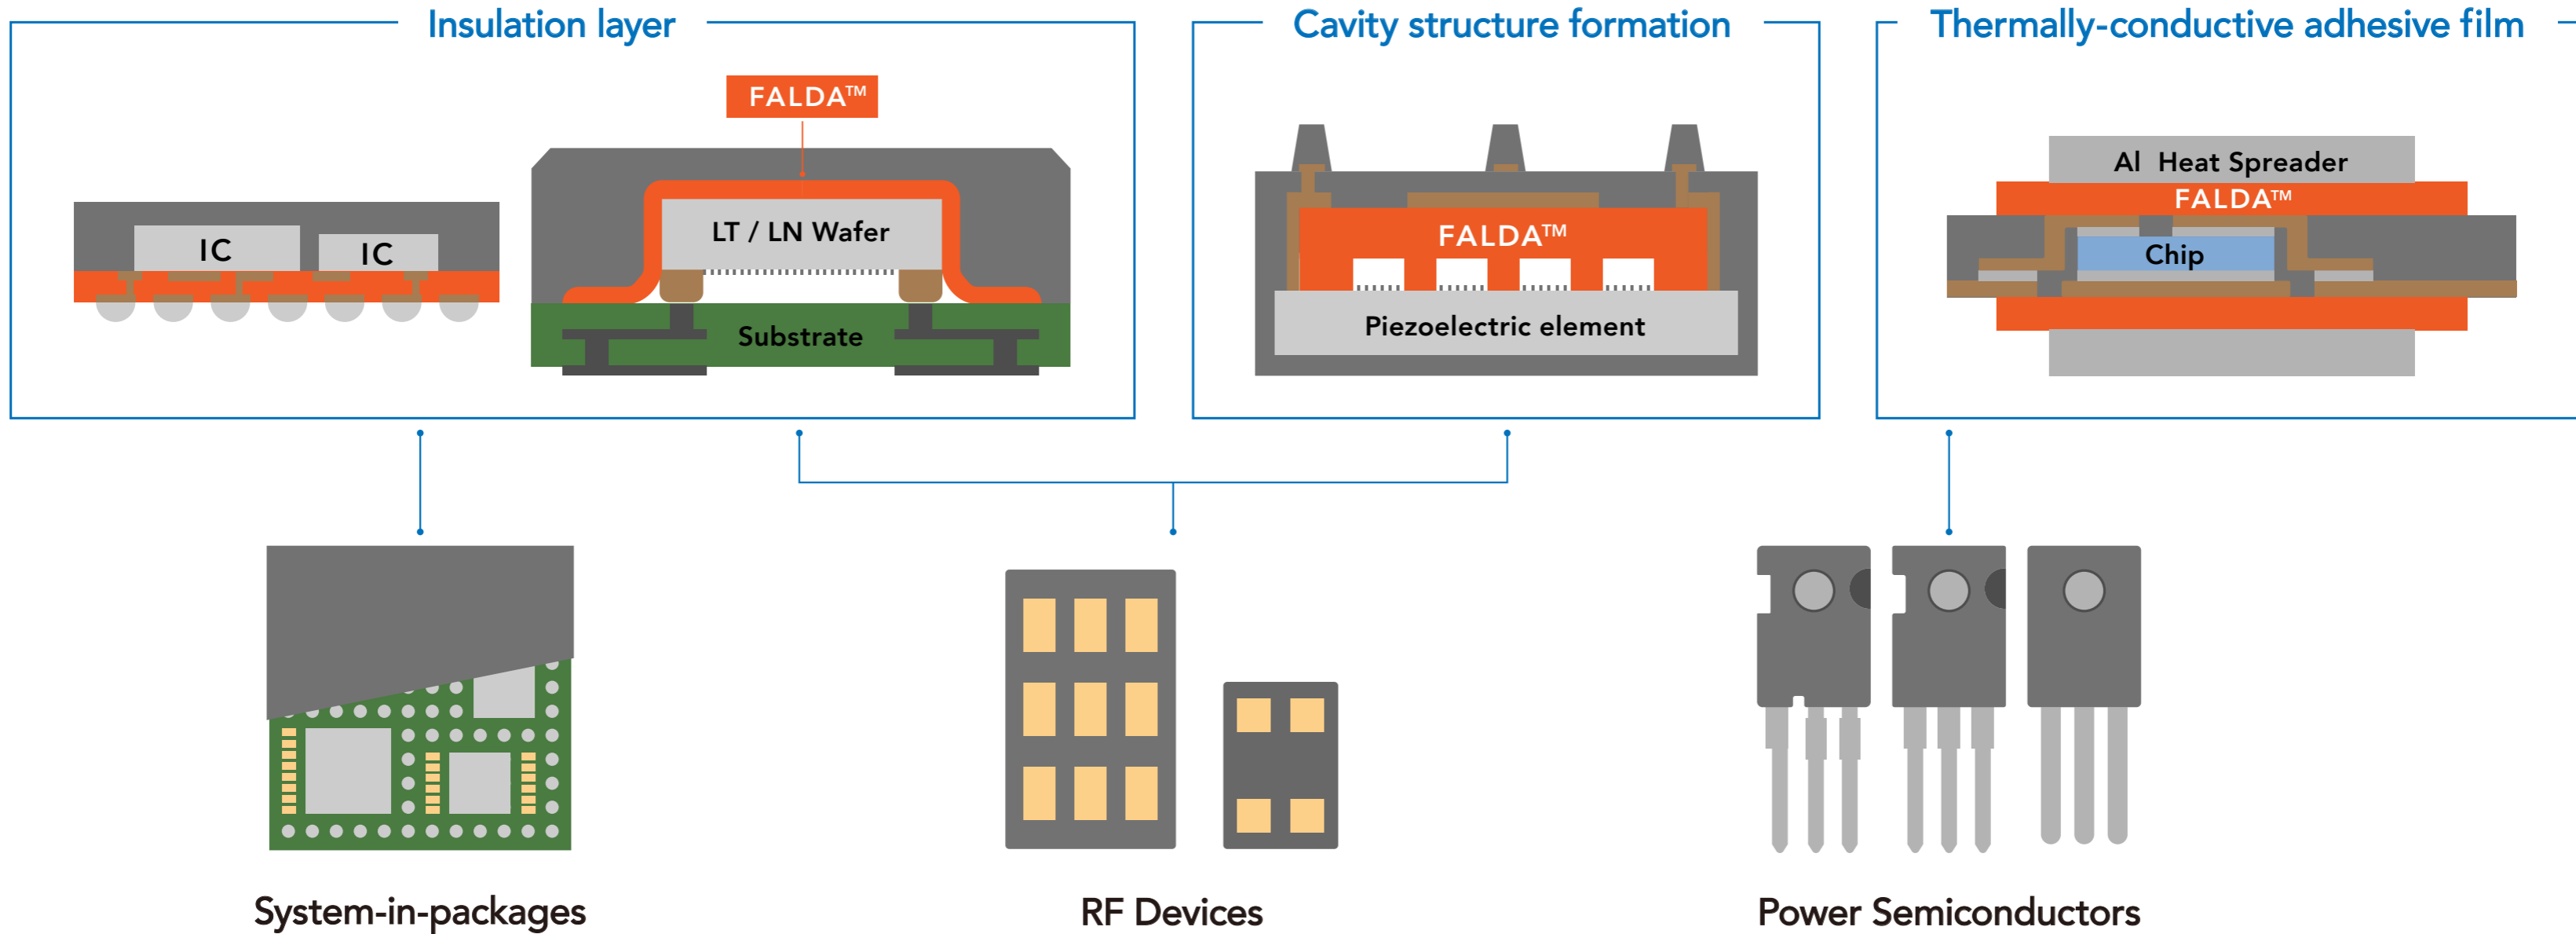 Insulation layer
Cavity structure formation
Thermally-conductive adhesive film
FALDA™
IC
IC
LT / LN Wafer
Substrate
FALDA™
Piezoelectric element
Al Heat Spreader
FALDA™
Chip
System-in-packages
RF Devices
Power Semiconductors